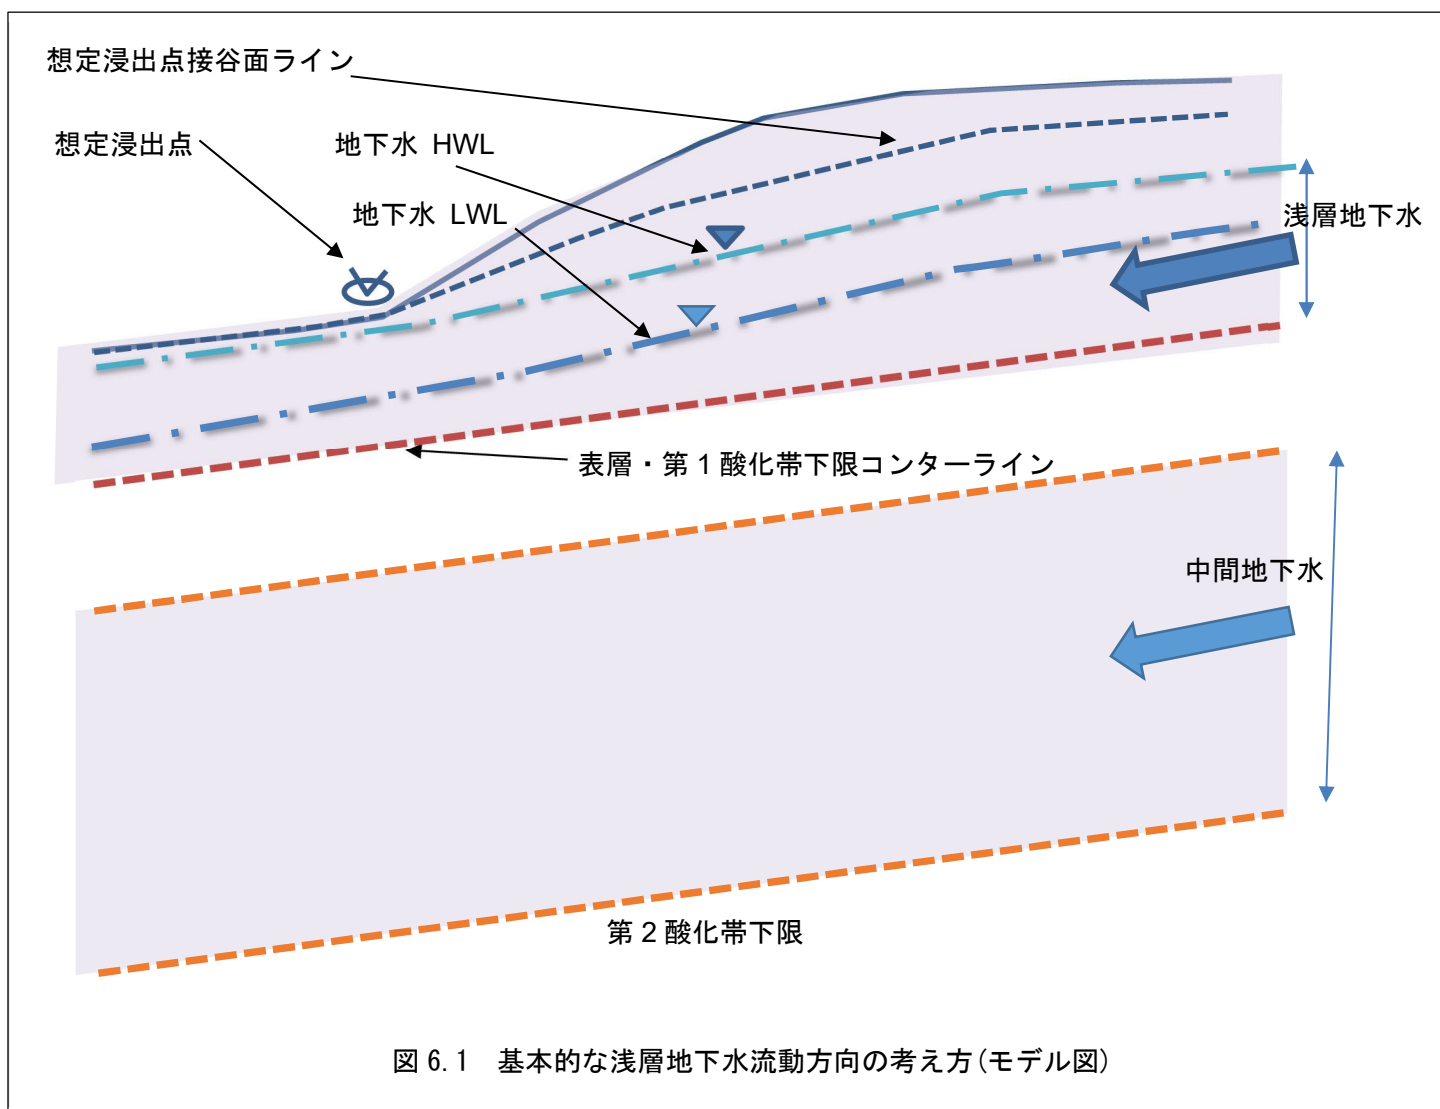 想定浸出点接谷面ライン
想定浸出点
地下水 HWL
地下水 LWL
浅層地下水
表層・第１酸化帯下限コンターライン
中間地下水
第２酸化帯下限
図 6.1　基本的な浅層地下水流動方向の考え方(モデル図)